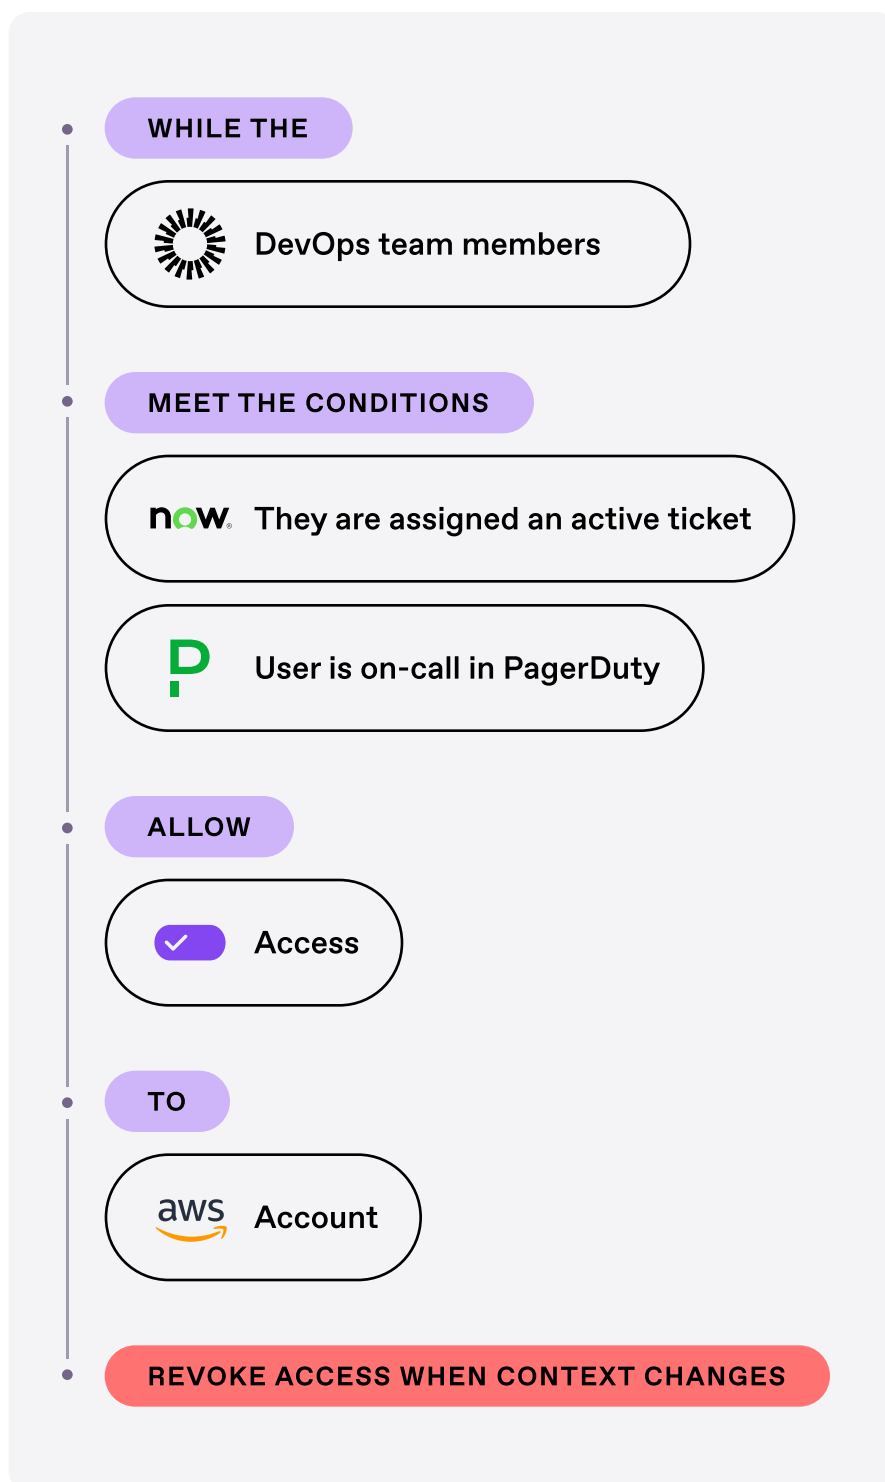 WHILE THE
DevOps team members
MEET THE CONDITIONS
now® They are assigned an active ticket
P User is on-call in PagerDuty
ALLOW
Access
TO
aws Account
REVOKE ACCESS WHEN CONTEXT CHANGES